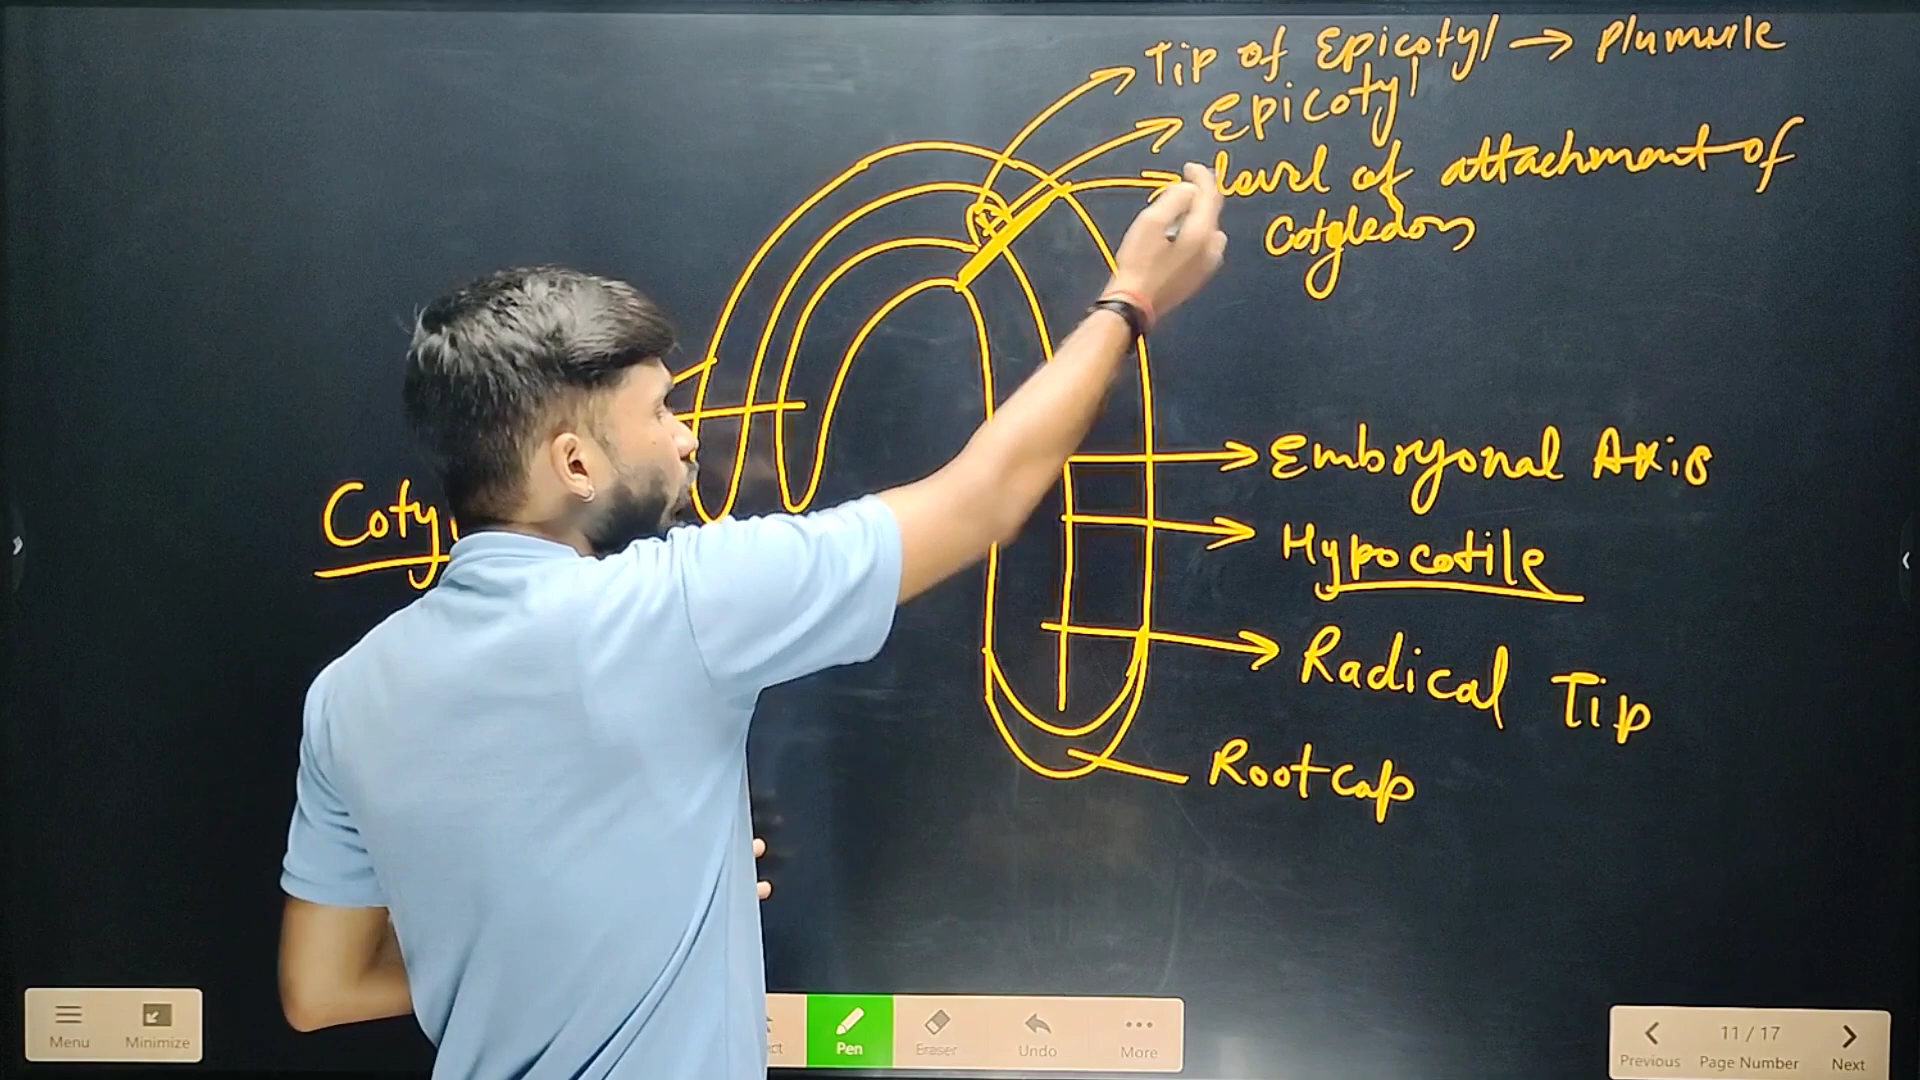 Tip of Epicotyl → Plumule
Epicotyl
level of attachment of
Cotyledons
Embryonal Axis
Hypocotile
Radical Tip
Root cap
Menu
Minimize
Pen
Eraser
Undo
More
11 / 17
Previous
Page Number
Next